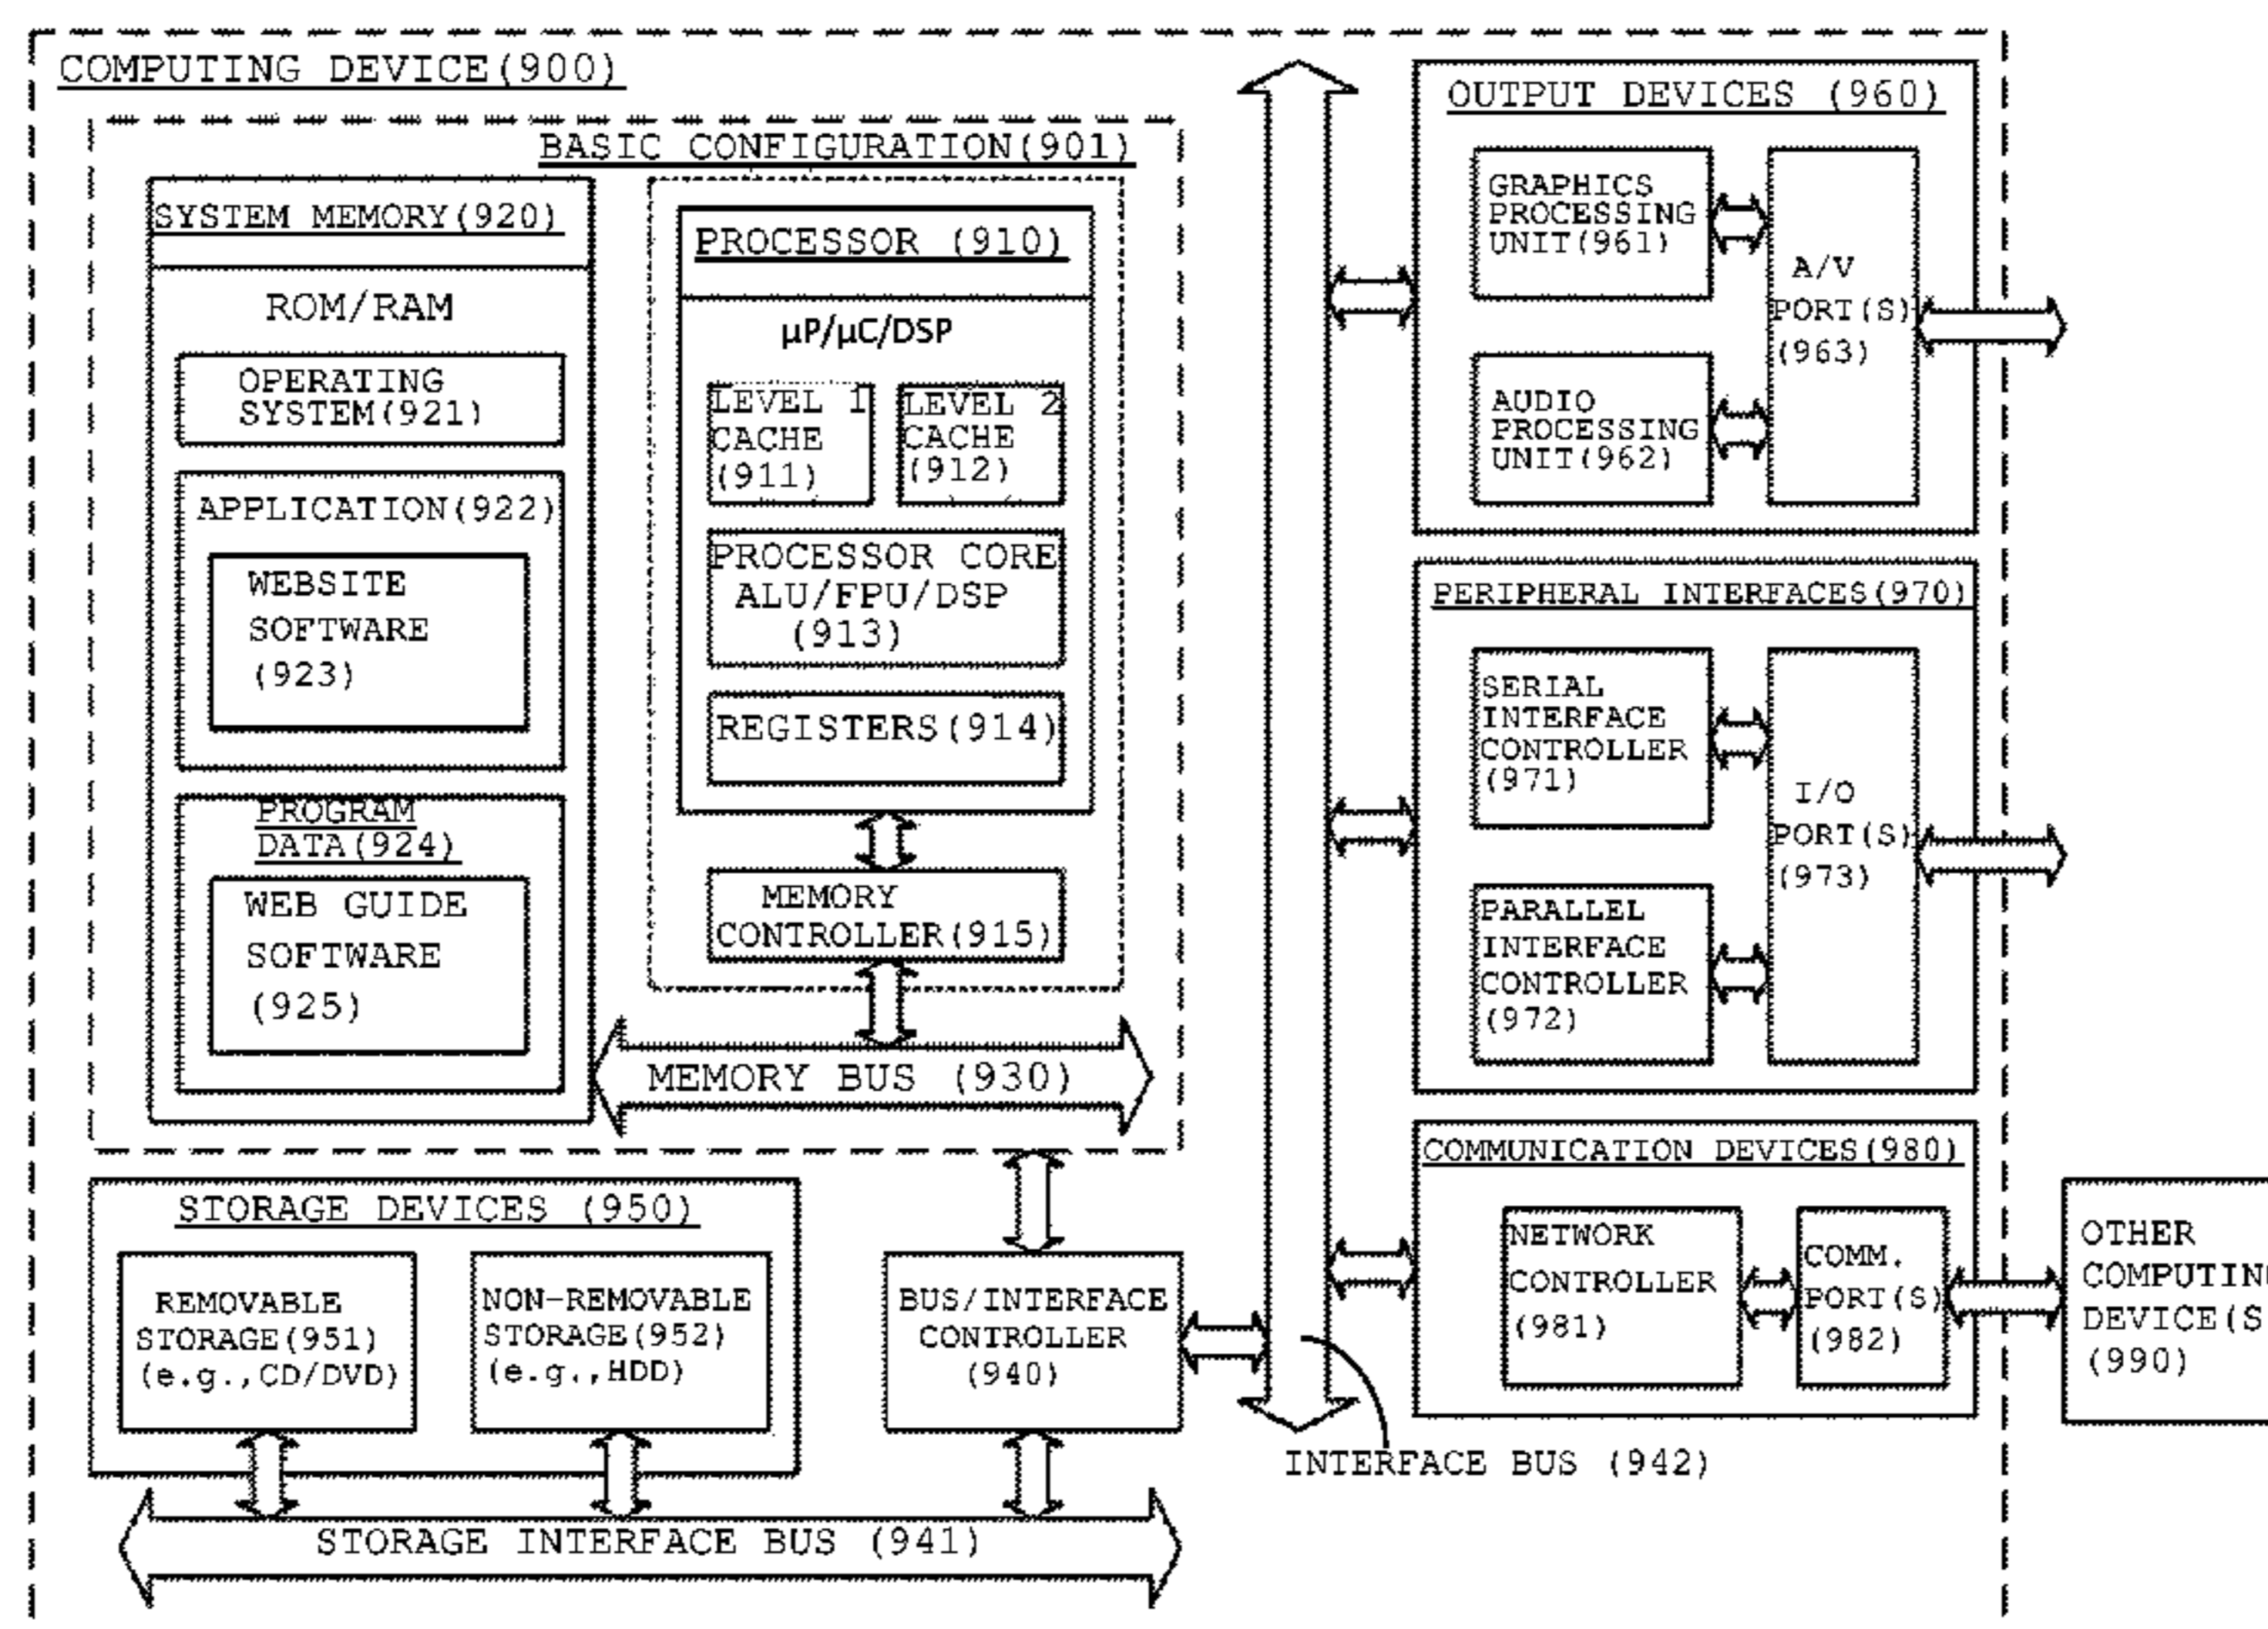 COMPUTING DEVICE(900)
BASIC CONFIGURATION(901)
SYSTEM MEMORY(920)
ROM/RAM
OPERATING
SYSTEM(921)
APPLICATION(922)
WEBSITE
SOFTWARE
(923)
PROGRAM
DATA(924)
WEB GUIDE
SOFTWARE
(925)
PROCESSOR (910)
µP/µC/DSP
LEVEL 1
CACHE
(911)
LEVEL 2
CACHE
(912)
PROCESSOR CORE
ALU/FPU/DSP
(913)
REGISTERS(914)
MEMORY
CONTROLLER(915)
MEMORY BUS (930)
STORAGE DEVICES (950)
REMOVABLE
STORAGE(951)
(e.g.,CD/DVD)
NON-REMOVABLE
STORAGE(952)
(e.g.,HDD)
BUS/INTERFACE
CONTROLLER
(940)
STORAGE INTERFACE BUS (941)
INTERFACE BUS (942)
OUTPUT DEVICES (960)
GRAPHICS
PROCESSING
UNIT(961)
AUDIO
PROCESSING
UNIT(962)
A/V
PORT(S)
(963)
PERIPHERAL INTERFACES(970)
SERIAL
INTERFACE
CONTROLLER
(971)
PARALLEL
INTERFACE
CONTROLLER
(972)
I/O
PORT(S)
(973)
COMMUNICATION DEVICES(980)
NETWORK
CONTROLLER
(981)
COMM.
PORT(S)
(982)
OTHER
COMPUTIN
DEVICE(S
(990)